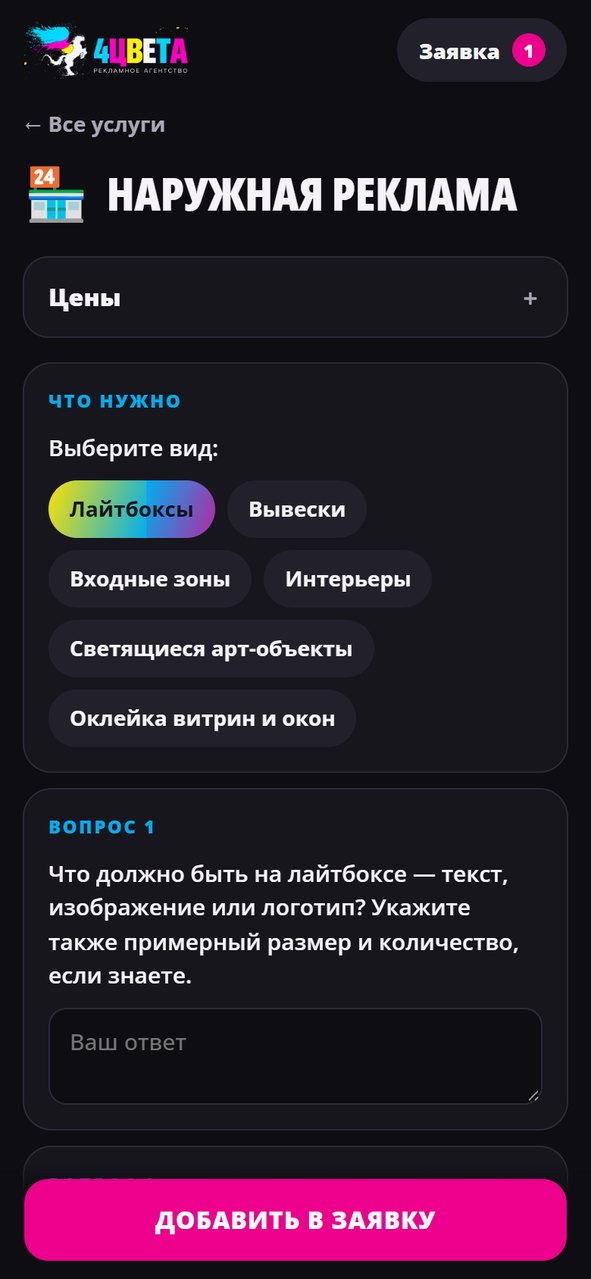 4ЦВЕТА
РЕКЛАМНОЕ АГЕНТСТВО
Заявка 1
← Все услуги
24
НАРУЖНАЯ РЕКЛАМА
Цены +
ЧТО НУЖНО
Выберите вид:
Лайтбоксы Вывески
Входные зоны Интерьеры
Светящиеся арт-объекты
Оклейка витрин и окон
ВОПРОС 1
Что должно быть на лайтбоксе — текст,
изображение или логотип? Укажите
также примерный размер и количество,
если знаете.
Ваш ответ
ДОБАВИТЬ В ЗАЯВКУ